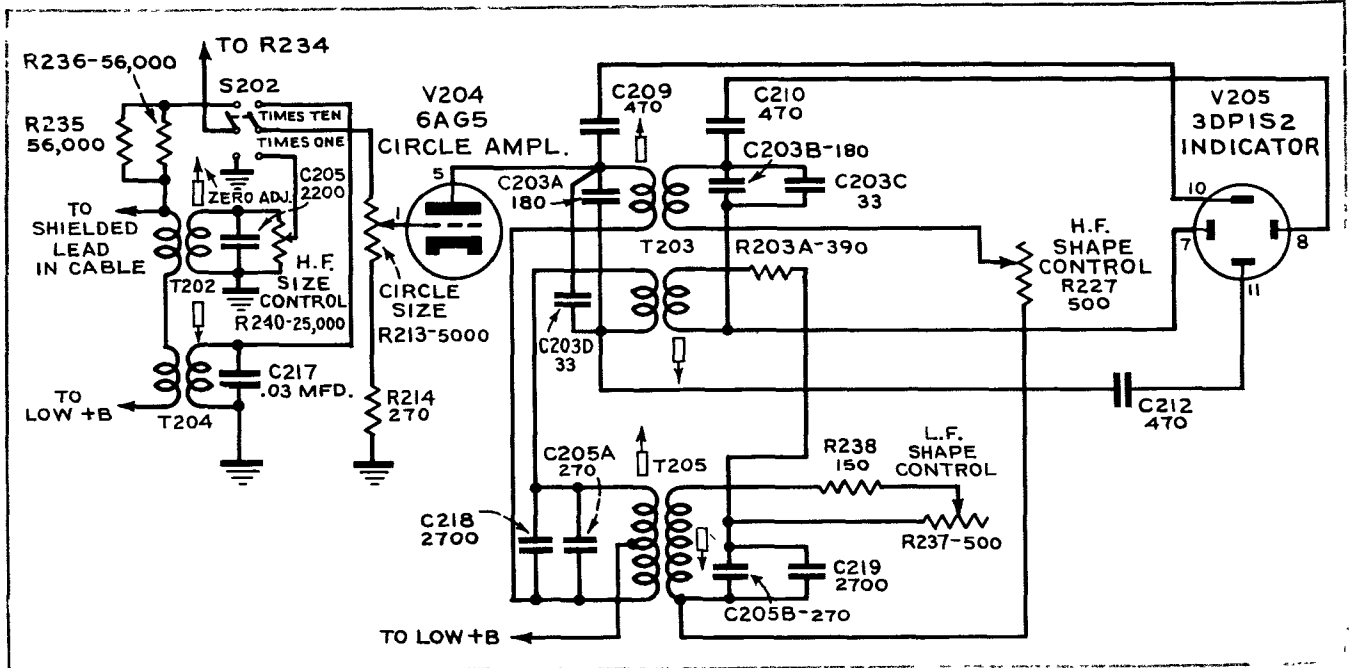 TO R234
R236-56,000
S202
R235
56,000
TIMES TEN
TIMES ONE
ZERO ADJ.
C205
2200
TO
SHIELDED
LEAD
IN CABLE
T202
H.F.
SIZE
CONTROL
R240-25,000
C217
.03 MFD.
TO
LOW +B
T204
V204
6AG5
CIRCLE AMPL.
5
1
CIRCLE
SIZE
R213-5000
R214
270
C209
470
C210
470
C203A
180
C203B-180
C203C
33
T203
R203A-390
C203D
33
H.F.
SHAPE
CONTROL
R227
500
V205
3DP1S2
INDICATOR
10
7
8
11
C212
470
C205A
270
T205
C218
2700
R238
150
L.F.
SHAPE
CONTROL
R237-500
C219
2700
C205B-270
TO LOW +B